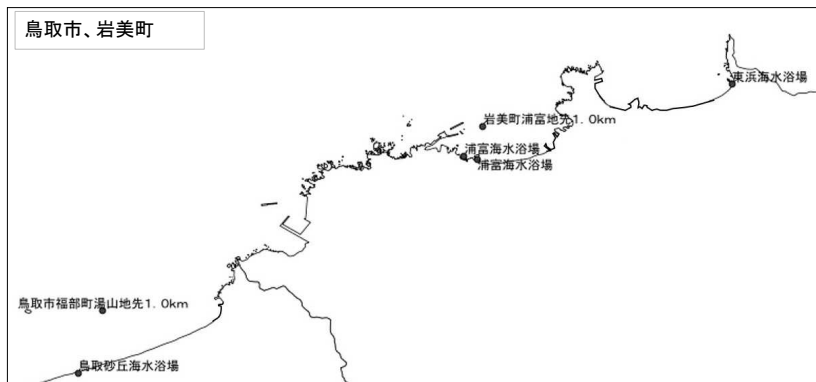 鳥取市、岩美町
東浜海水浴場
岩美町浦富地先1.0km
浦富海水浴場
浦富海水浴場
鳥取市福部町湯山地先1.0km
鳥取砂丘海水浴場